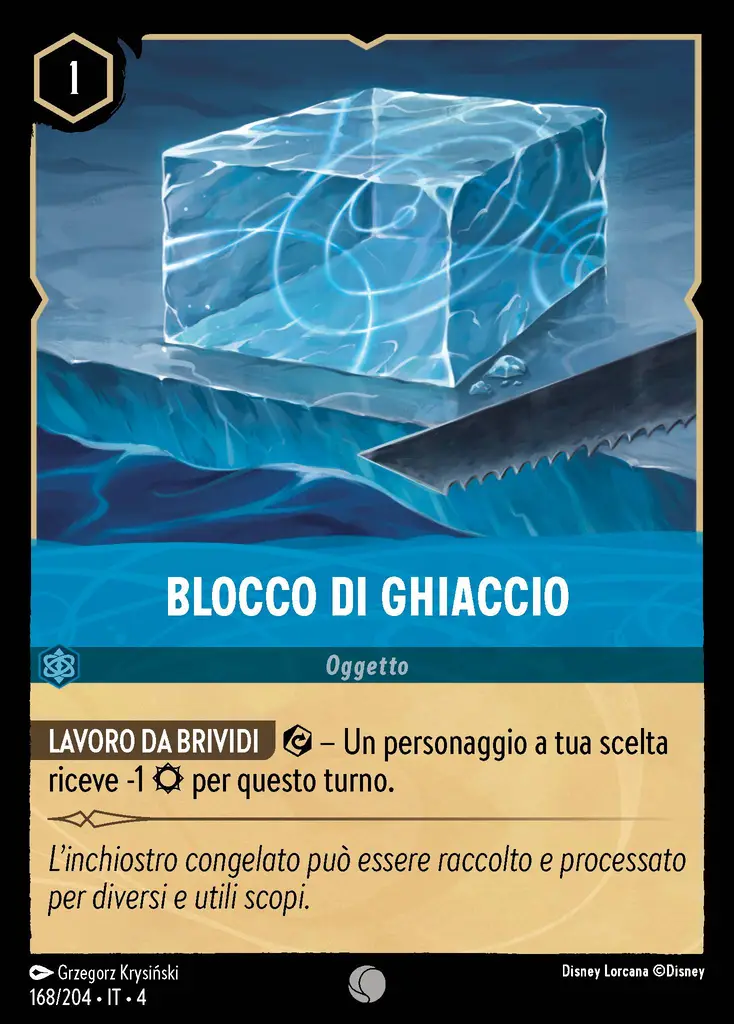 1
BLOCCO DI GHIACCIO
Oggetto
LAVORO DA BRIVIDI – Un personaggio a tua scelta
riceve -1 per questo turno.
L'inchiostro congelato può essere raccolto e processato
per diversi e utili scopi.
Grzegorz Krysiński
Disney Lorcana ©Disney
168/204 • IT • 4